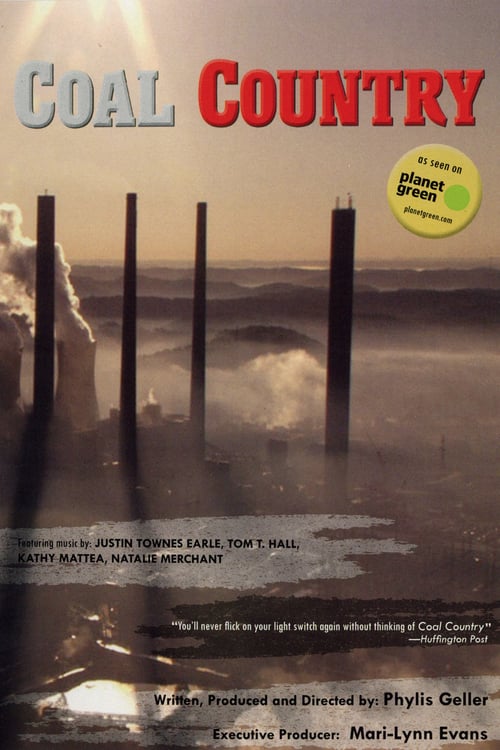 COAL COUNTRY
as seen on
planet
green
planetgreen.com
Featuring music by: JUSTIN TOWNES EARLE, TOM T. HALL,
KATHY MATTEA, NATALIE MERCHANT
"You'll never flick on your light switch again without thinking of Coal Country"
—Huffington Post
Written, Produced and Directed by: Phylis Geller
Executive Producer: Mari-Lynn Evans